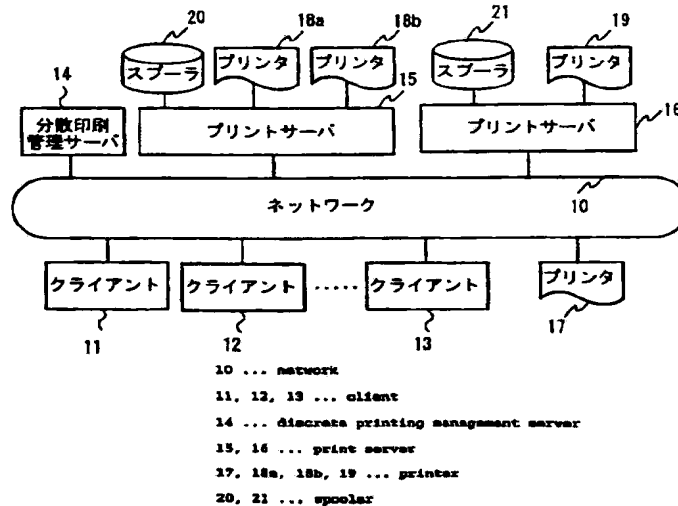 20
18a
18b
21
19
スプーラ
プリンタ
プリンタ
スプーラ
プリンタ
14
15
分散印刷
管理サーバ
プリントサーバ
プリントサーバ
16
ネットワーク
10
クライアント
クライアント
.....
クライアント
プリンタ
11
12
13
17
10 ... network
11, 12, 13 ... client
14 ... discrete printing management server
15, 16 ... print server
17, 18a, 18b, 19 ... printer
20, 21 ... spooler